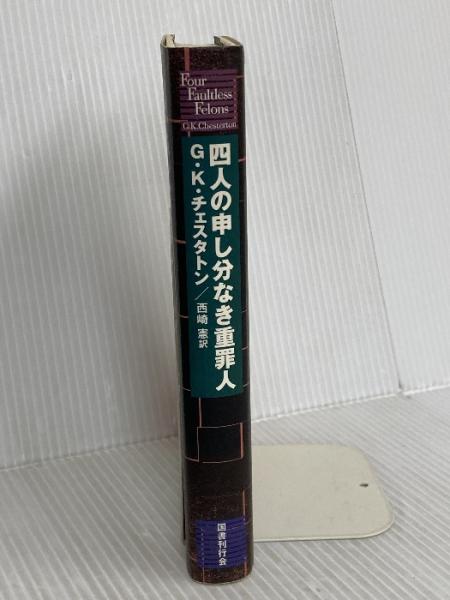 Four
Faultless
Felons
G.K.Chesterton
四人の申し分なき重罪人
G・K・チェスタトン/西崎 憲訳
国書刊行会